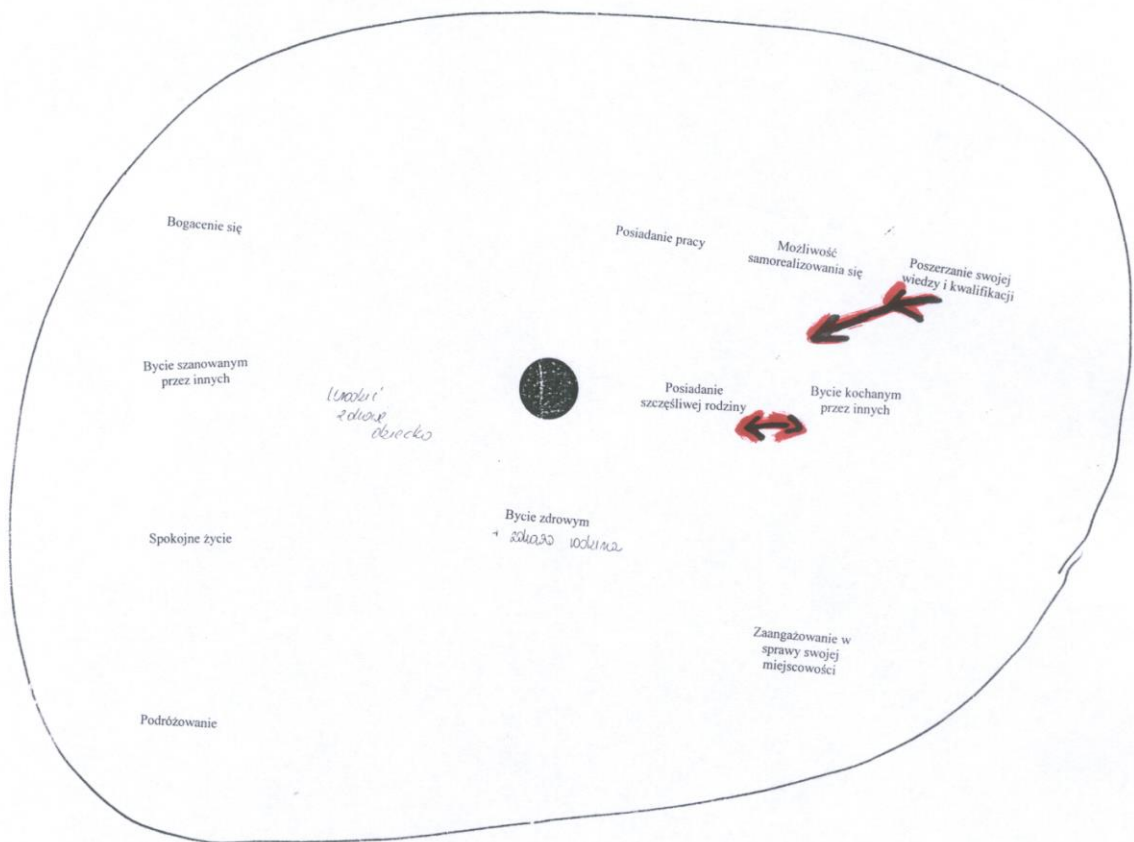 Bogacenie się
Posiadanie pracy
Możliwość
samorealizowania się
Poszerzanie swojej
wiedzy i kwalifikacji
Bycie szanowanym
przez innych
Urodzić
zdrowe
dziecko
Posiadanie
szczęśliwej rodziny
Bycie kochanym
przez innych
Spokojne życie
Bycie zdrowym
+ zdrowa rodzina
Zaangażowanie w
sprawy swojej
miejscowości
Podróżowanie